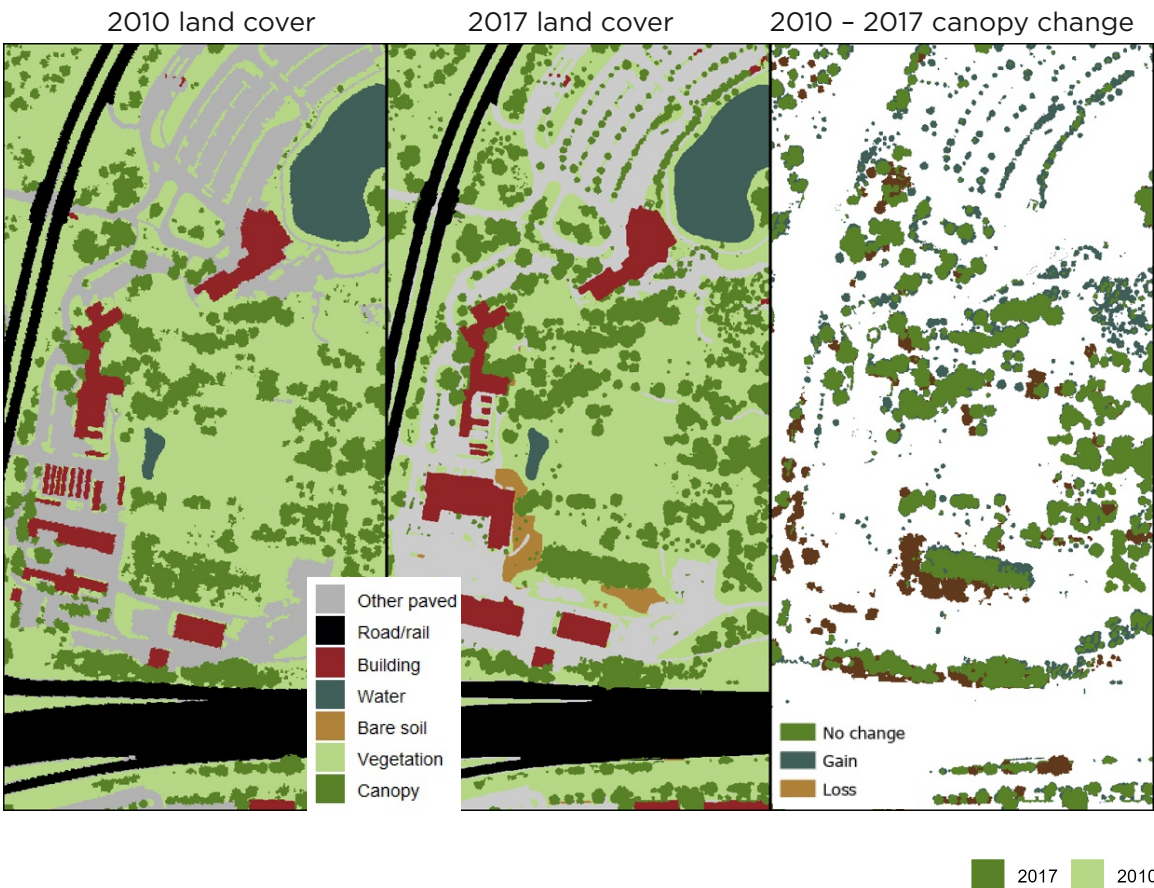 2010 land cover
2017 land cover
2010 – 2017 canopy change
Other paved
Road/rail
Building
Water
Bare soil
Vegetation
Canopy
No change
Gain
Loss
2017
2010